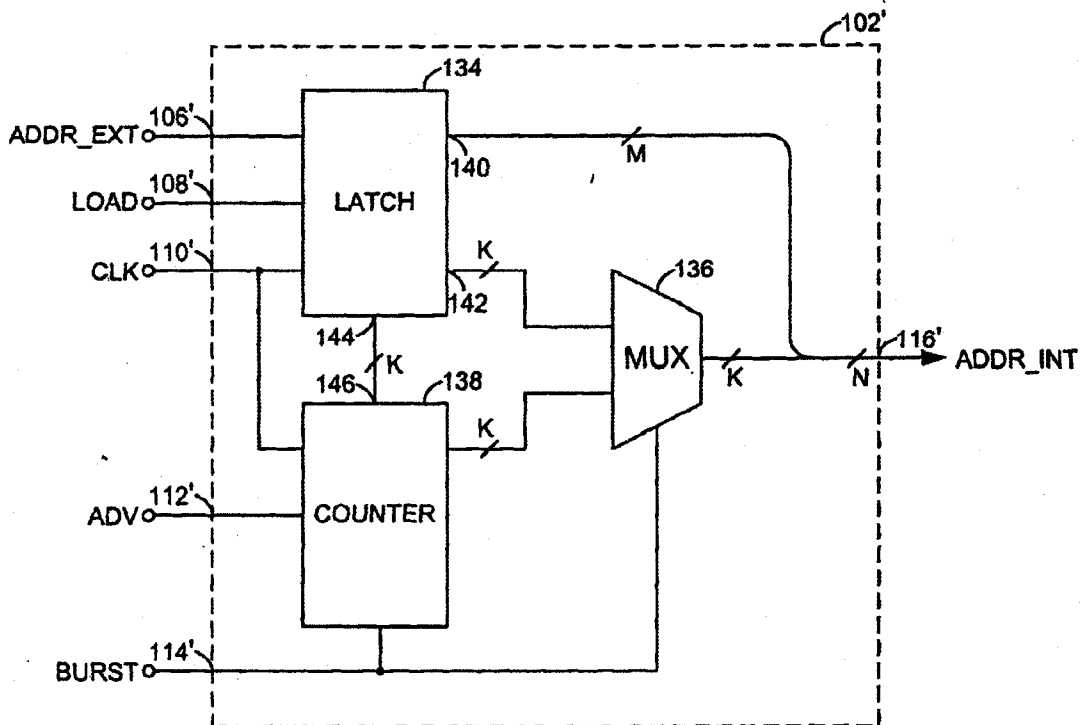 102'
134
106'
ADDR_EXT
140
M
108'
LOAD
LATCH
110'
CLK
K
142
136
144
K
146
138
MUX
K
N
116'
ADDR_INT
K
112'
ADV
COUNTER
114'
BURST